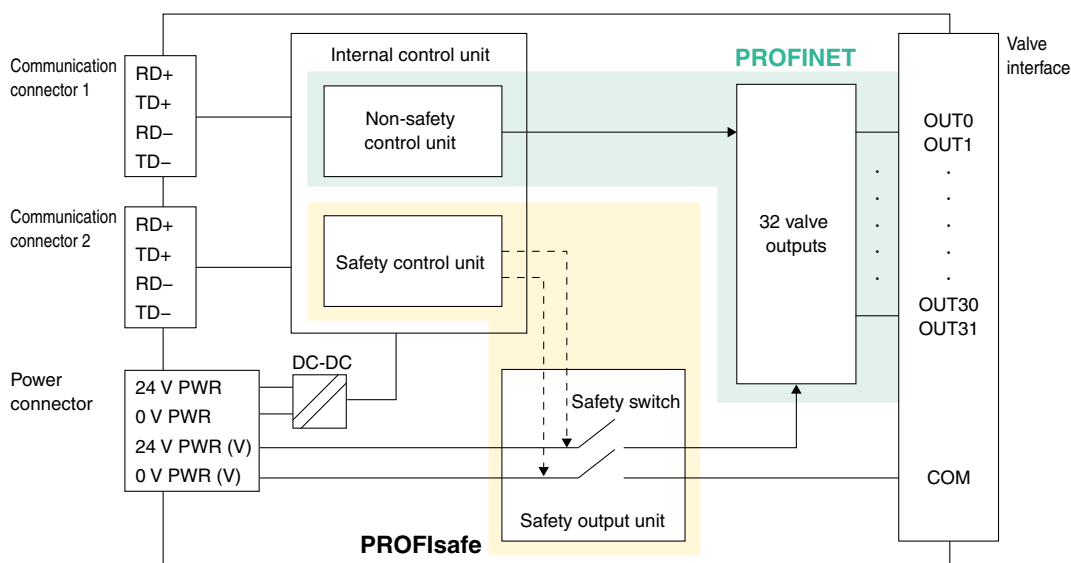 Communication
connector 1
RD+
TD+
RD−
TD−
Communication
connector 2
RD+
TD+
RD−
TD−
Power
connector
24 V PWR
0 V PWR
24 V PWR (V)
0 V PWR (V)
Internal control unit
Non-safety
control unit
Safety control unit
DC-DC
PROFINET
32 valve
outputs
Safety switch
Safety output unit
PROFIsafe
Valve
interface
OUT0
OUT1
OUT30
OUT31
COM